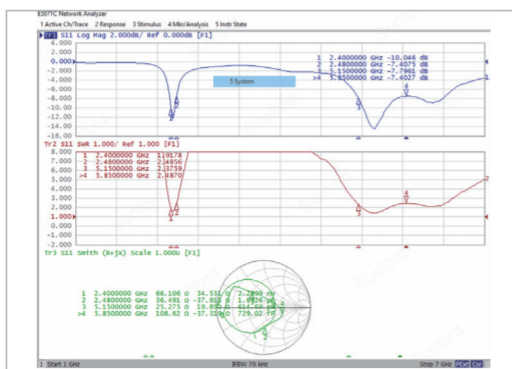 E5071C Network Analyzer
1 Active Ch/Trace 2 Response 3 Stimulus 4 Mkr/Analysis 5 Instr State
Tr1 S11 Log Mag 2.000dB/ Ref 0.000dB [F1]
4.000
2.000
0.000
-2.000
-4.000
-6.000
-8.000
-10.00
-12.00
-14.00
-16.00
1 2.4000000 GHz -10.046 dB
2 2.4800000 GHz -7.4075 dB
3 5.1500000 GHz -7.7961 dB
>4 5.8500000 GHz -7.4027 dB
5 System
Tr2 S11 SWR 1.000/ Ref 1.000 [F1]
8.000
7.000
6.000
5.000
4.000
3.000
2.000
1.000
0.000
-1.000
-2.000
1 2.4000000 GHz 1.9178
2 2.4800000 GHz 2.4856
3 5.1500000 GHz 2.3759
>4 5.8500000 GHz 2.4870
Tr3 S11 Smith (R+jX) Scale 1.000U [F1]
1 2.4000000 GHz 66.106 Ω
2 2.4800000 GHz 36.491 Ω
3 5.1500000 GHz 25.275 Ω
>4 5.8500000 GHz 108.62 Ω 729.02 fF
1 Start 1 GHz IFBW 70 kHz Stop 7 GHz Cor